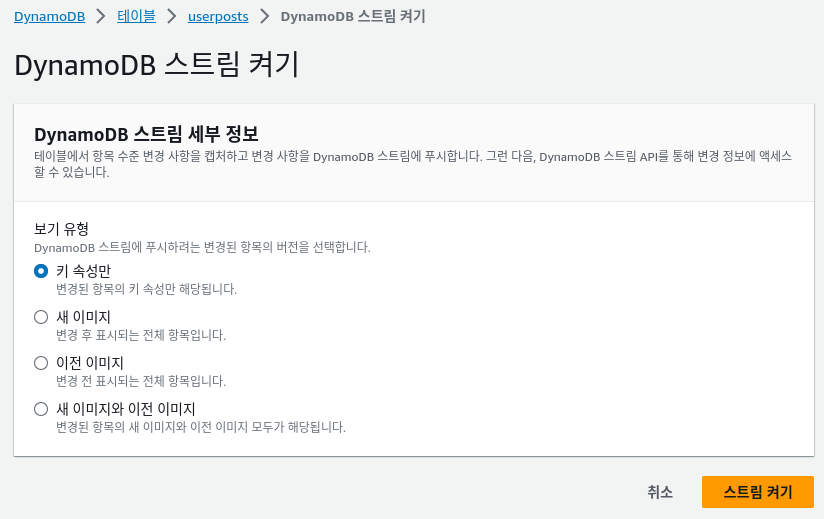 DynamoDB > 테이블 > userposts > DynamoDB 스트림 켜기
DynamoDB 스트림 켜기
DynamoDB 스트림 세부 정보
테이블에서 항목 수준 변경 사항을 캡처하고 변경 사항을 DynamoDB 스트림에 푸시합니다. 그런 다음, DynamoDB 스트림 API를 통해 변경 정보에 액세스
할 수 있습니다.
보기 유형
DynamoDB 스트림에 푸시하려는 변경된 항목의 버전을 선택합니다.
키 속성만
변경된 항목의 키 속성만 해당됩니다.
새 이미지
변경 후 표시되는 전체 항목입니다.
이전 이미지
변경 전 표시되는 전체 항목입니다.
새 이미지와 이전 이미지
변경된 항목의 새 이미지와 이전 이미지 모두가 해당됩니다.
취소 스트림 켜기